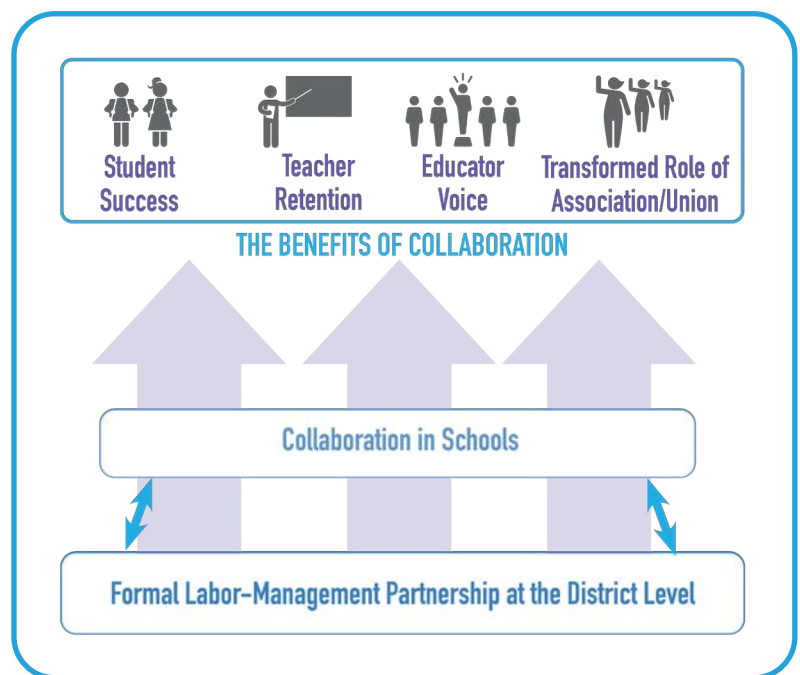 Student
Success
Teacher
Retention
Educator
Voice
Transformed Role of
Association/Union
THE BENEFITS OF COLLABORATION
Collaboration in Schools
Formal Labor-Management Partnership at the District Level